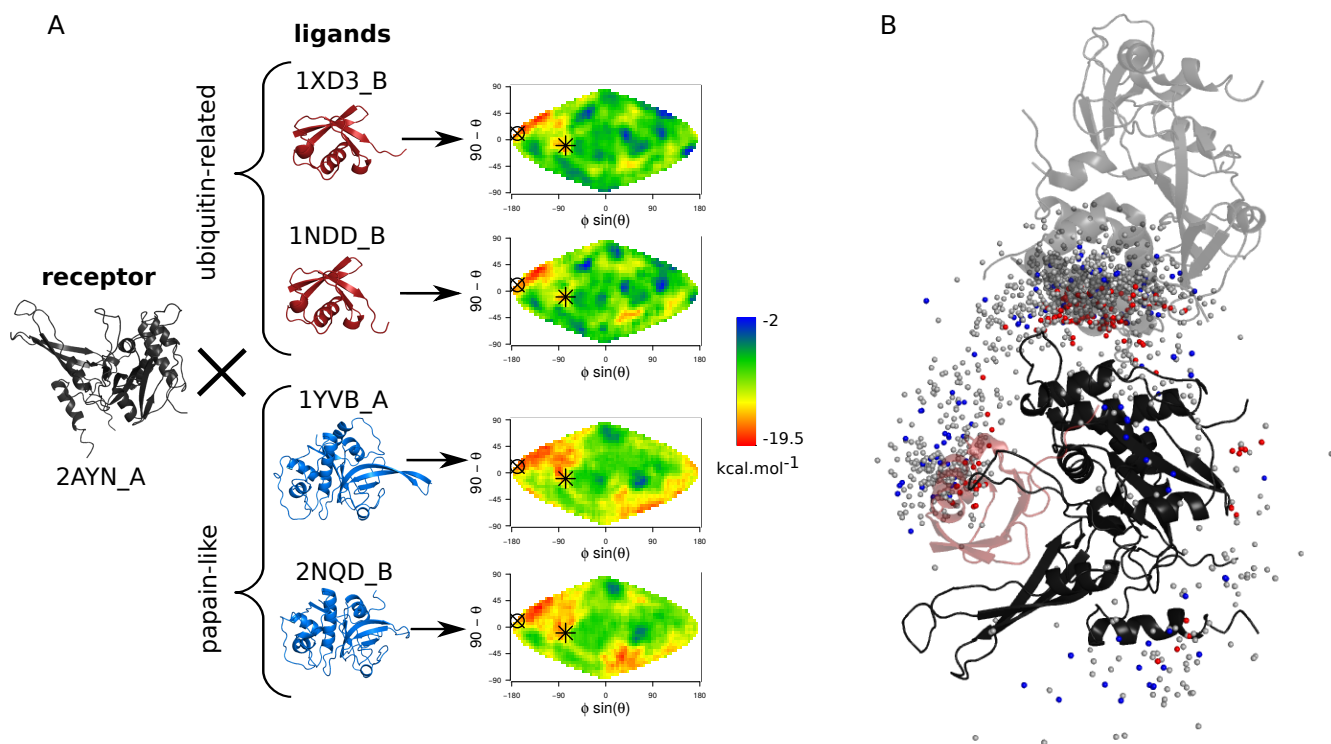 A
B
ligands
ubiquitin-related
1XD3_B
90 − θ
90
45
0
−45
−90
−180
−90
0
90
180
ϕ sin(θ)
1NDD_B
90 − θ
90
45
0
−45
−90
−180
−90
0
90
180
ϕ sin(θ)
receptor
2AYN_A
-2
-19.5
kcal.mol-1
papain-like
1YVB_A
90 − θ
90
45
0
−45
−90
−180
−90
0
90
180
ϕ sin(θ)
2NQD_B
90 − θ
90
45
0
−45
−90
−180
−90
0
90
180
ϕ sin(θ)